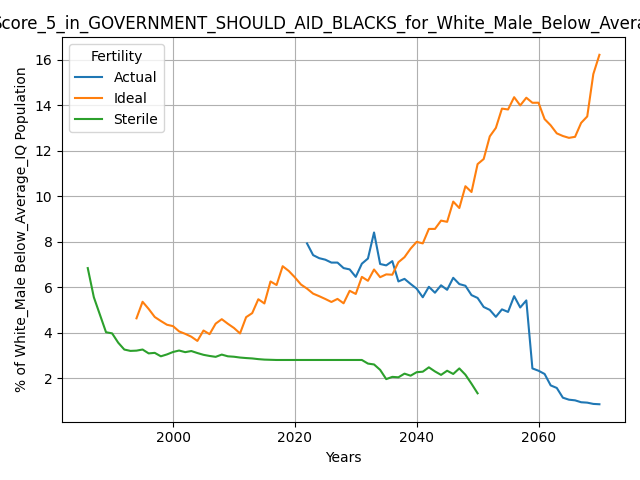 Score_5_in_GOVERNMENT_SHOULD_AID_BLACKS_for_White_Male_Below_Avera
Fertility
Actual
Ideal
Sterile
% of White_Male Below_Average_IQ Population
16
14
12
10
8
6
4
2
2000 2020 2040 2060
Years